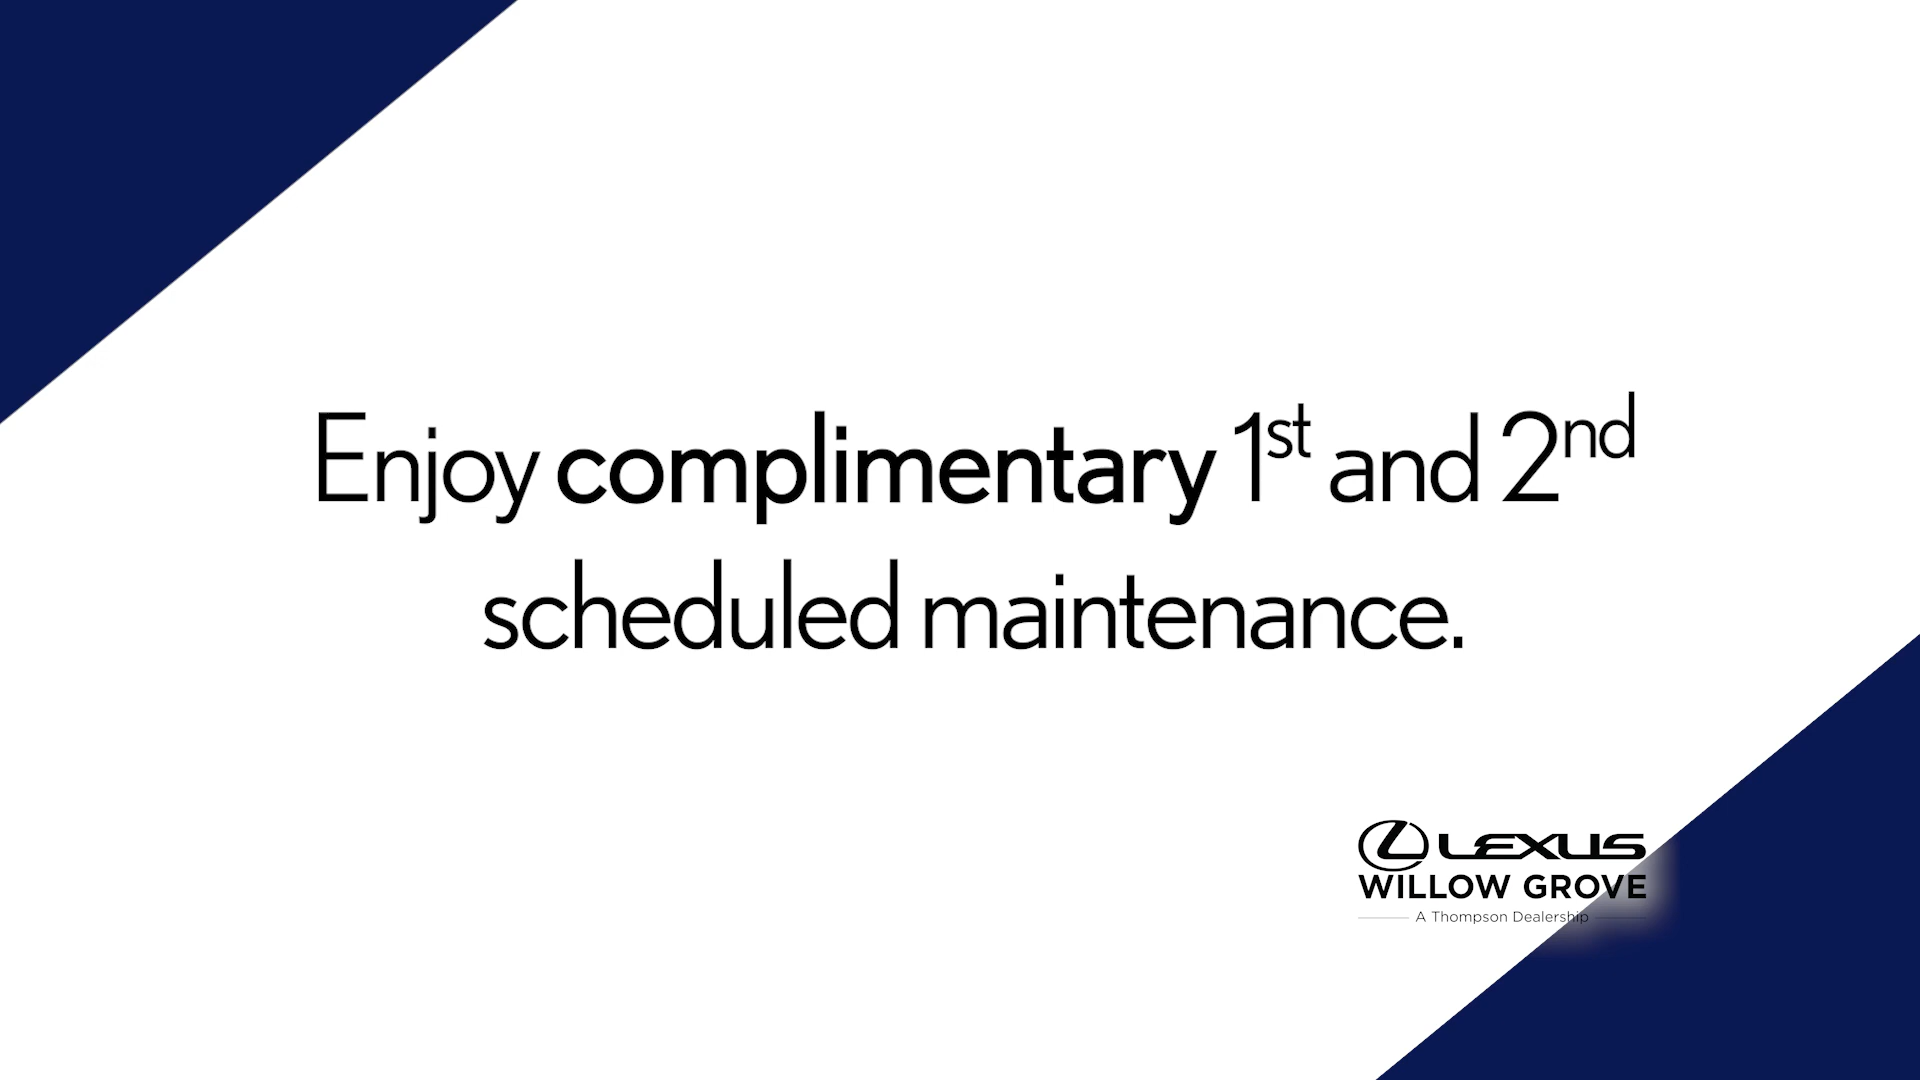 Enjoy complimentary 1st and 2nd
scheduled maintenance.
LEXUS
WILLOW GROVE
A Thompson Dealership